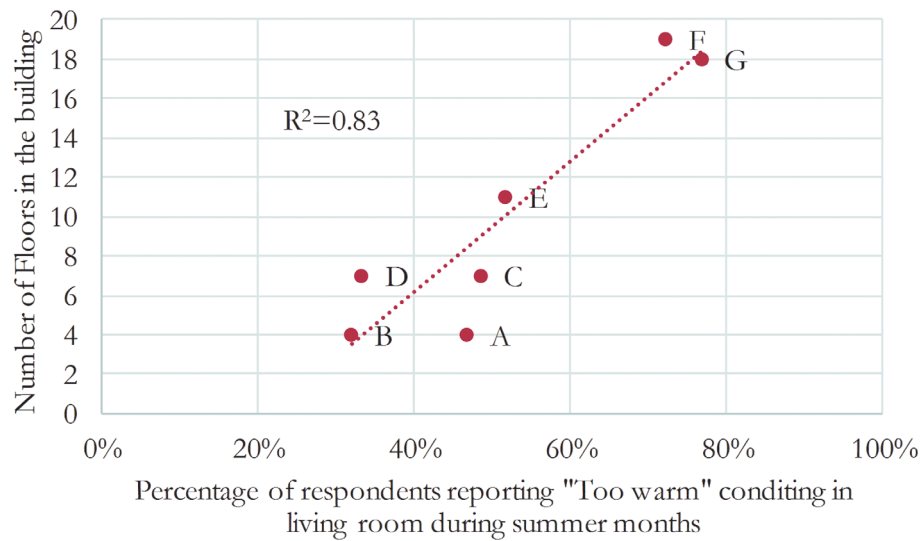 Number of Floors in the building
20
18
16
14
12
10
8
6
4
2
0
R²=0.83
F
G
E
D
C
B
A
0%
20%
40%
60%
80%
100%
Percentage of respondents reporting "Too warm" conditing in
living room during summer months